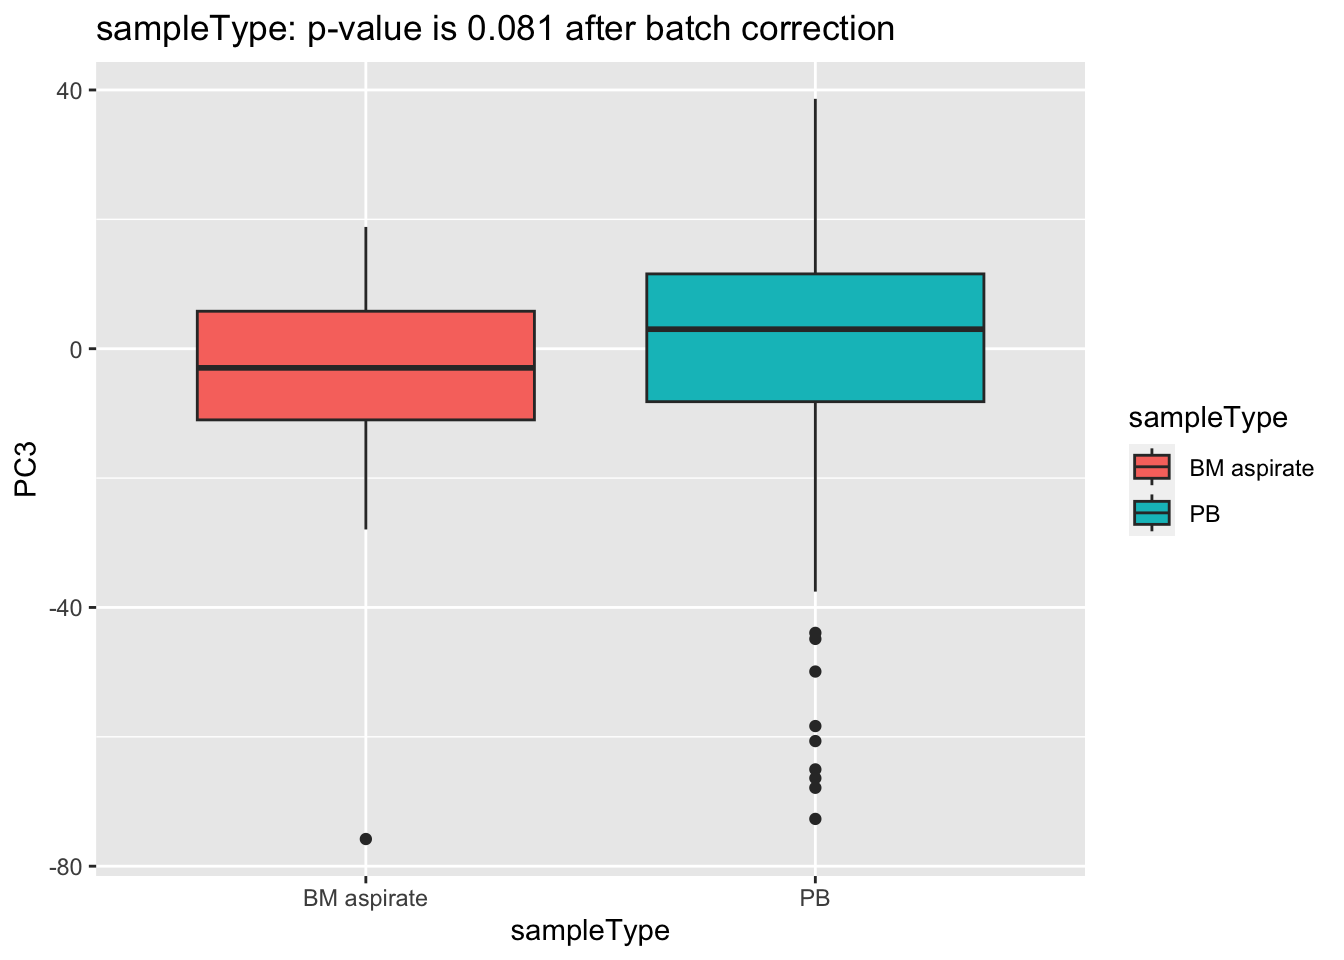 sampleType: p-value is 0.081 after batch correction
40
0
-40
-80
PC3
BM aspirate
PB
sampleType
sampleType
BM aspirate
PB